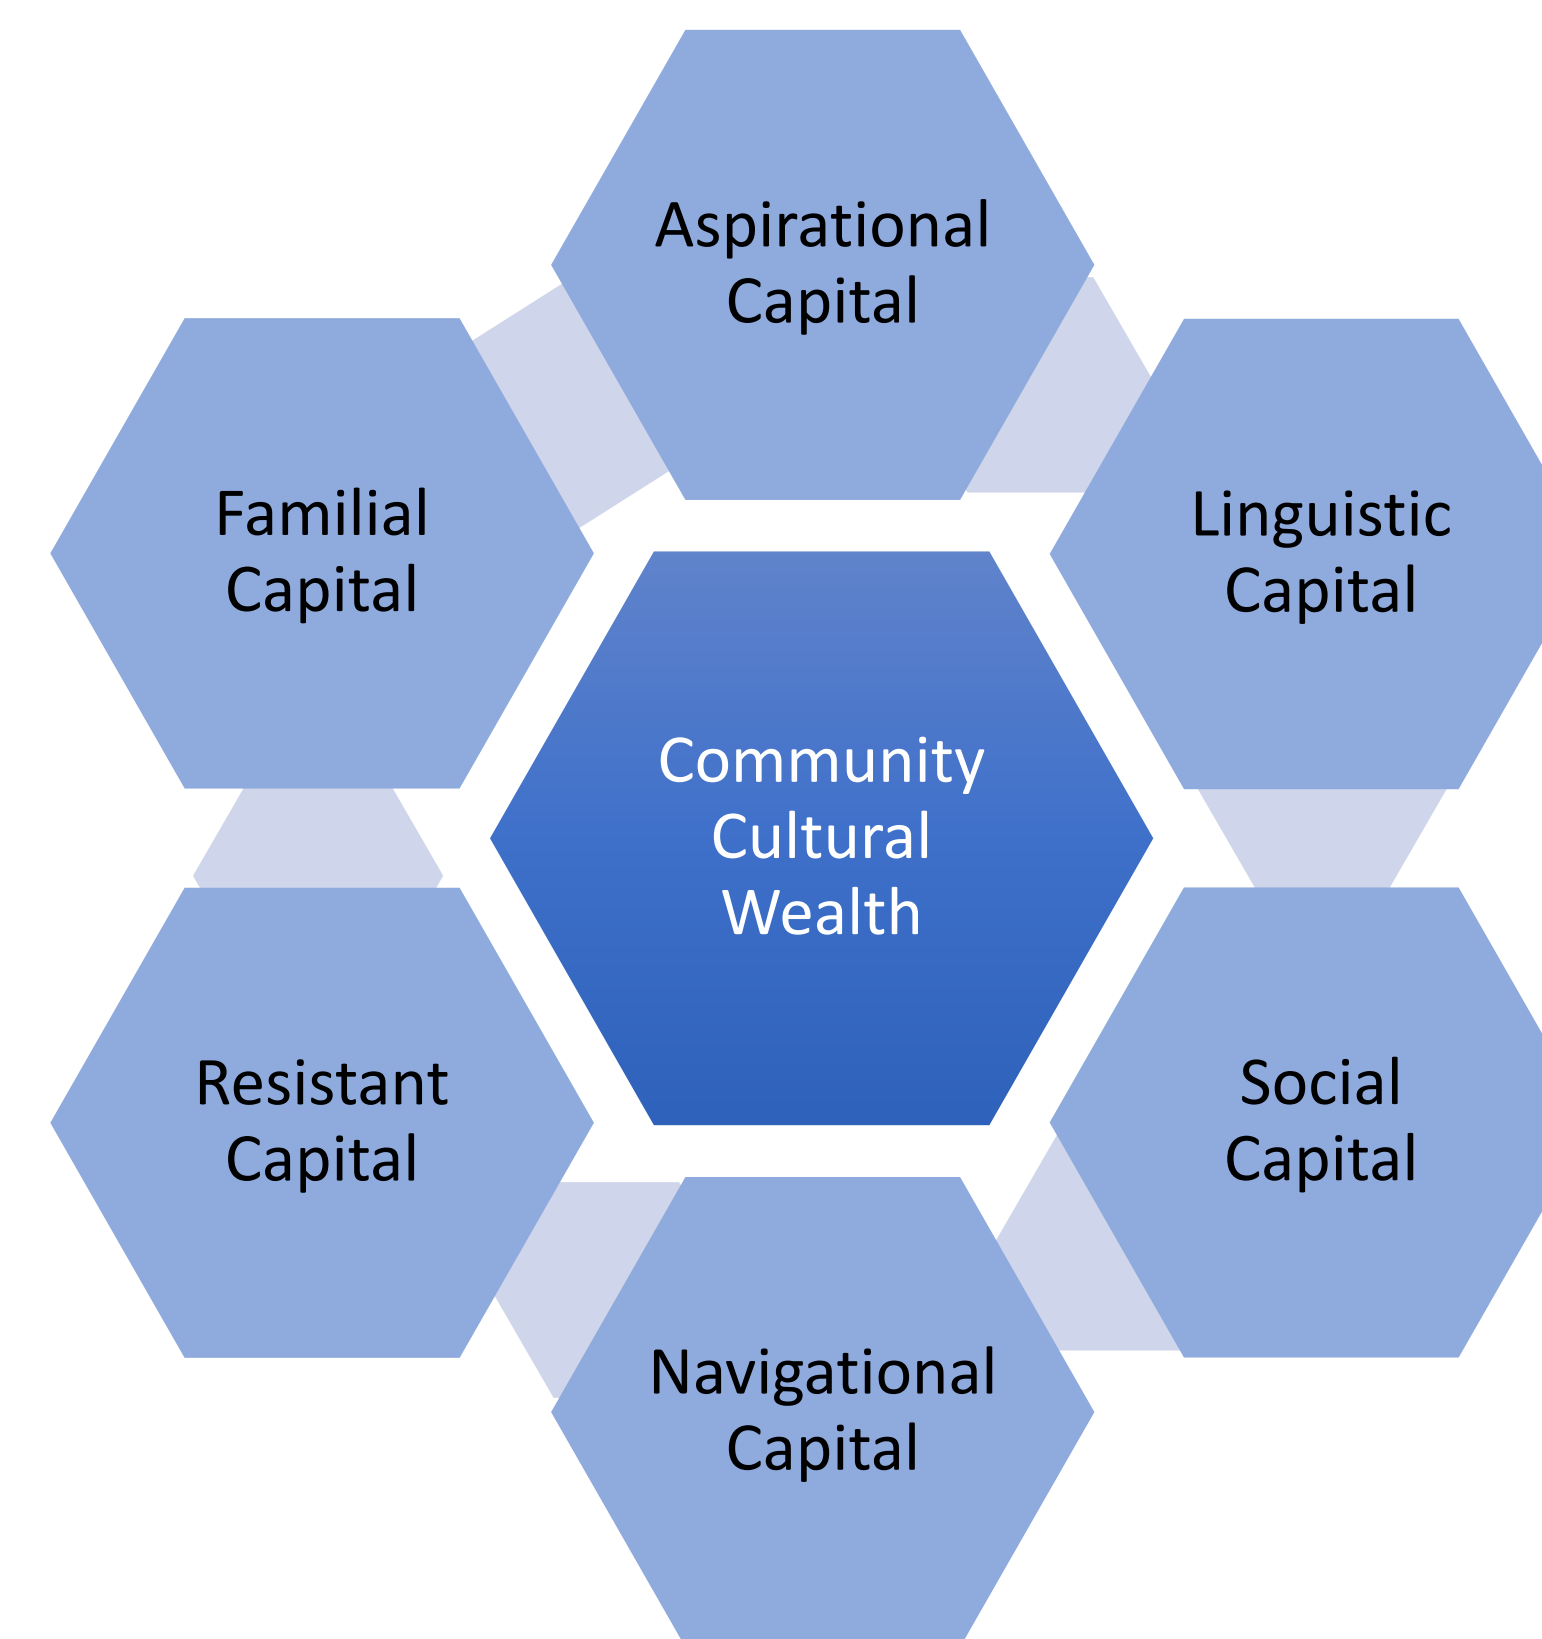 Aspirational
Capital
Familial
Capital
Linguistic
Capital
Community
Cultural
Wealth
Resistant
Capital
Social
Capital
Navigational
Capital